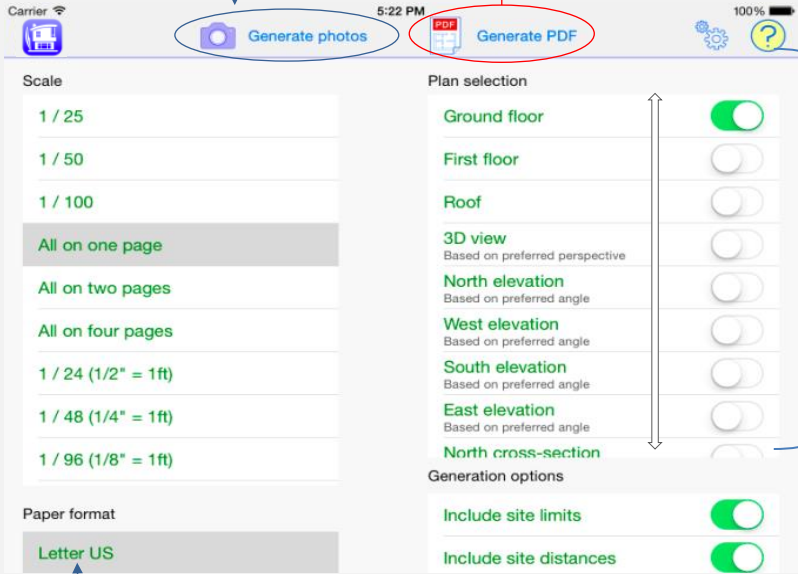 Carrier 5:22 PM 100%
Generate photos
PDF
Generate PDF
?
Scale
1 / 25
1 / 50
1 / 100
All on one page
All on two pages
All on four pages
1 / 24 (1/2" = 1ft)
1 / 48 (1/4" = 1ft)
1 / 96 (1/8" = 1ft)
Paper format
Letter US
Plan selection
Ground floor
First floor
Roof
3D view
Based on preferred perspective
North elevation
Based on preferred angle
West elevation
Based on preferred angle
South elevation
Based on preferred angle
East elevation
Based on preferred angle
North cross-section
Generation options
Include site limits
Include site distances